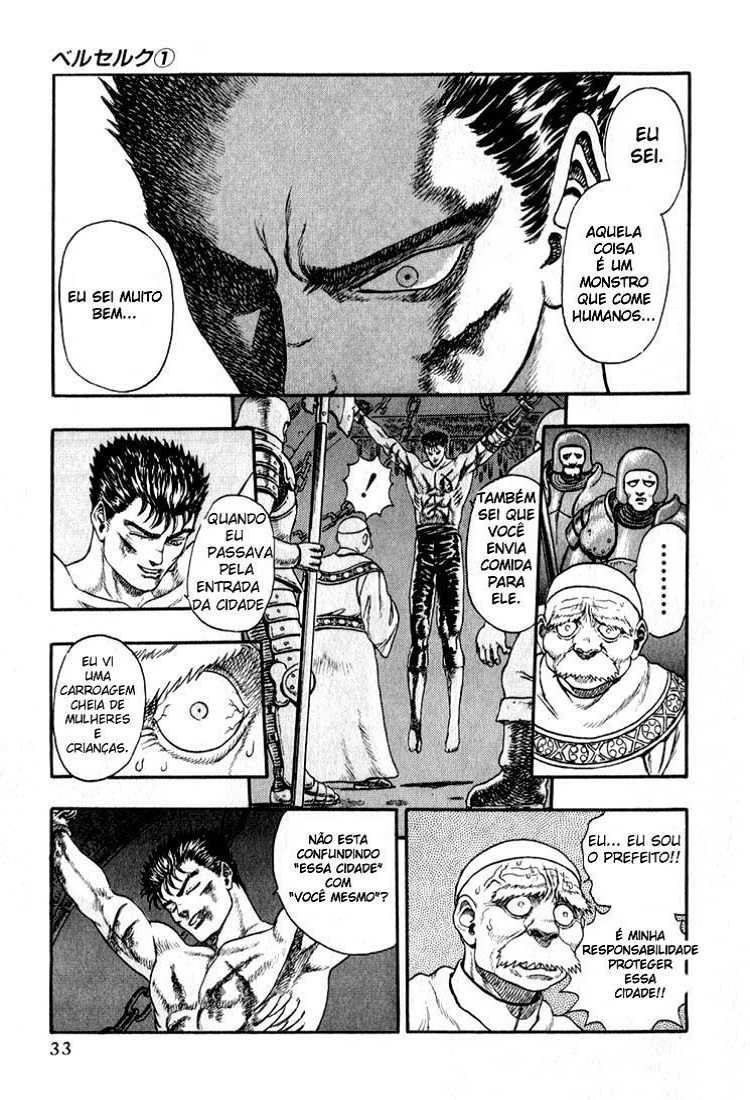 ベルセルク①
EU
SEI.
AQUELA
COISA
É UM
MONSTRO
QUE COME
HUMANOS...
EU SEI MUITO
BEM...
!
TAMBÉM
SEI QUE
VOCÊ
ENVIA
COMIDA
PARA
ELE.
........
QUANDO
EU
PASSAVA
PELA
ENTRADA
DA CIDADE
EU VI
UMA
CARROAGEM
CHEIA DE
MULHERES
E
CRIANÇAS.
NÃO ESTA
CONFUNDINDO
"ESSA CIDADE"
COM
"VOCÊ MESMO"?
EU... EU SOU
O PREFEITO!!
É MINHA
RESPONSABILIDADE
PROTEGER
ESSA
CIDADE!!
33